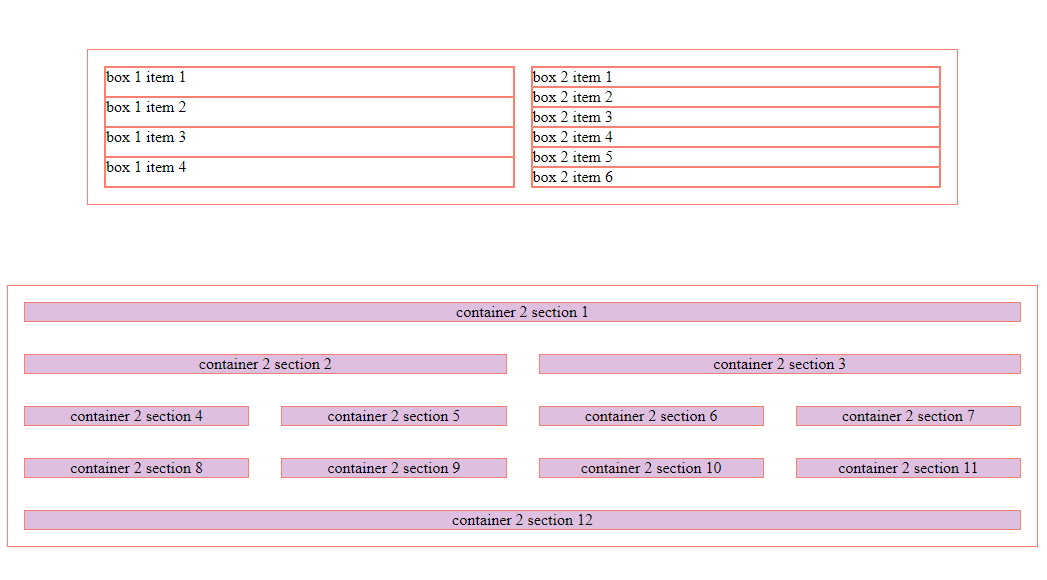 box 1 item 1
box 1 item 2
box 1 item 3
box 1 item 4
box 2 item 1
box 2 item 2
box 2 item 3
box 2 item 4
box 2 item 5
box 2 item 6
container 2 section 1
container 2 section 2
container 2 section 3
container 2 section 4
container 2 section 5
container 2 section 6
container 2 section 7
container 2 section 8
container 2 section 9
container 2 section 10
container 2 section 11
container 2 section 12